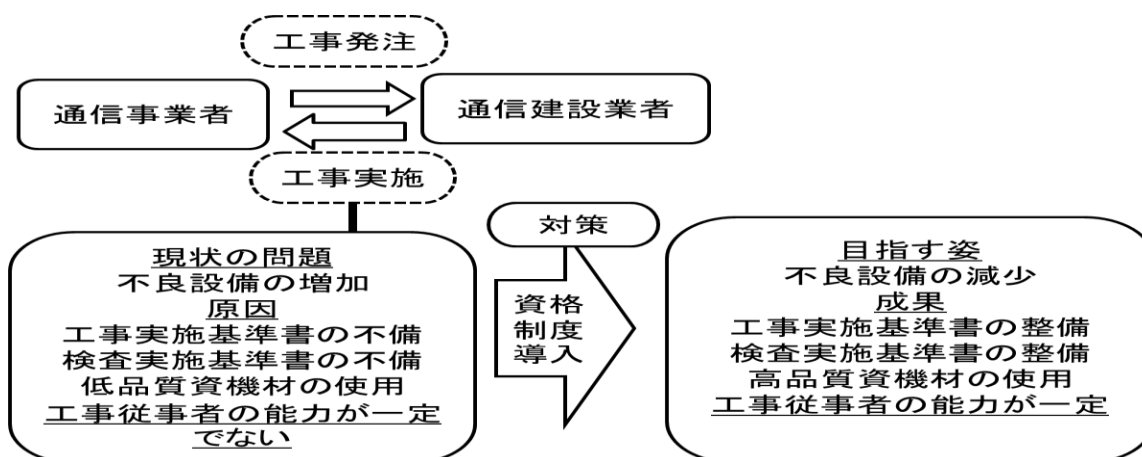 工事発注
通信事業者
通信建設業者
工事実施
現状の問題
不良設備の増加
原因
工事実施基準書の不備
検査実施基準書の不備
低品質資機材の使用
工事従事者の能力が一定
でない
対策
資格
制度
導入
目指す姿
不良設備の減少
成果
工事実施基準書の整備
検査実施基準書の整備
高品質資機材の使用
工事従事者の能力が一定